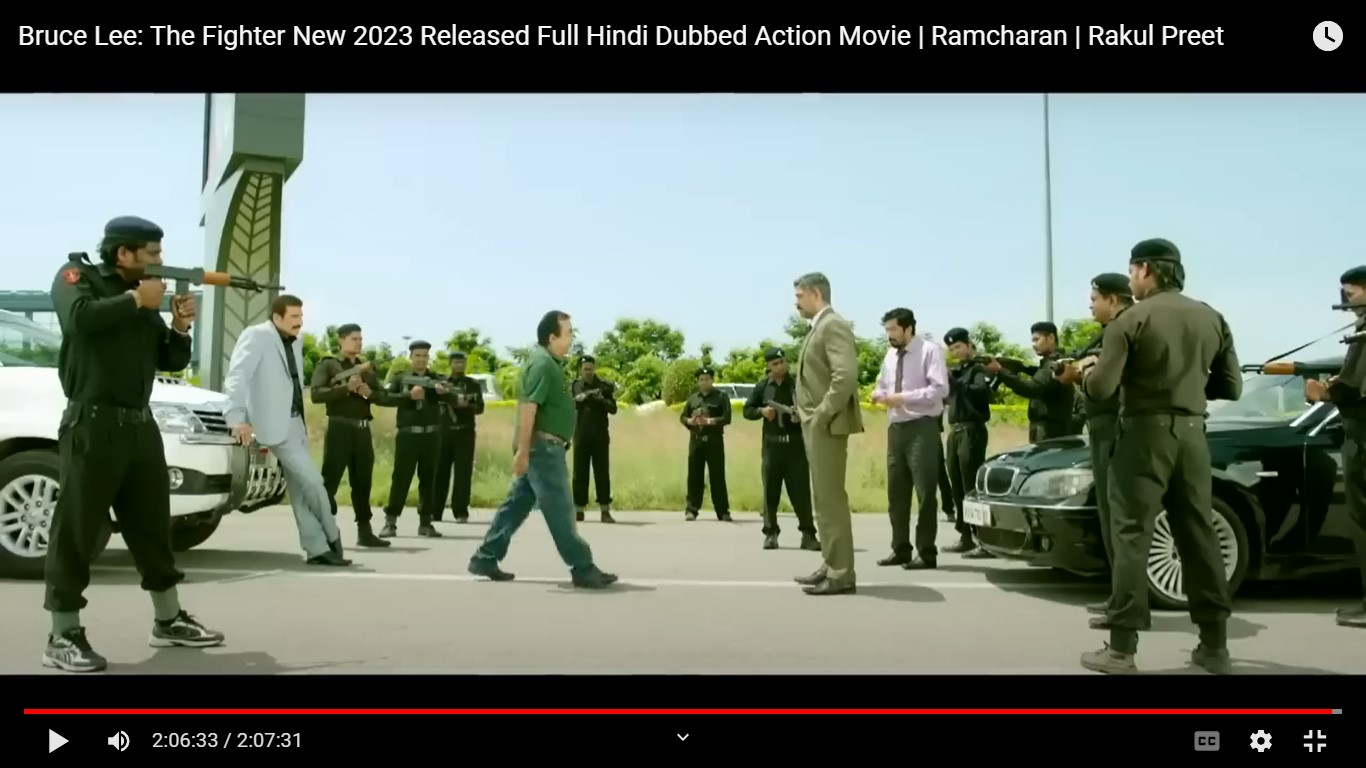 Bruce Lee: The Fighter New 2023 Released Full Hindi Dubbed Action Movie | Ramcharan | Rakul Preet
2:06:33 / 2:07:31
CC